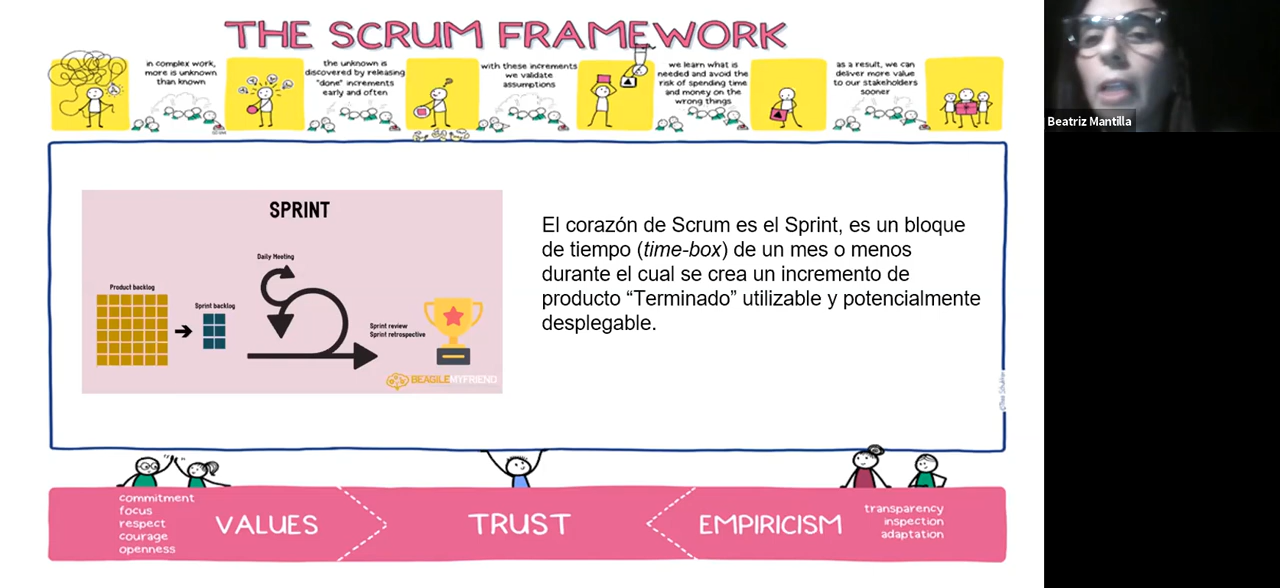 THE SCRUM FRAMEWORK
in complex work,
more is unknown
than known
the unknown is
discovered by releasing
"done" increments
early and often
with these increments
we validate
assumptions
we learn what is
needed and avoid the
risk of spending time
and money on the
wrong things
as a result, we can
deliver more value
to our stakeholders
sooner
Beatriz Mantilla
SPRINT
Daily Meeting
Product backlog
Sprint backlog
Sprint review
Sprint retrospective
BEAGILEMYFRIEND
El corazón de Scrum es el Sprint, es un bloque
de tiempo (time-box) de un mes o menos
durante el cual se crea un incremento de
producto “Terminado” utilizable y potencialmente
desplegable.
commitment
focus
respect
courage
openness
VALUES
TRUST
EMPIRICISM
transparency
inspection
adaptation